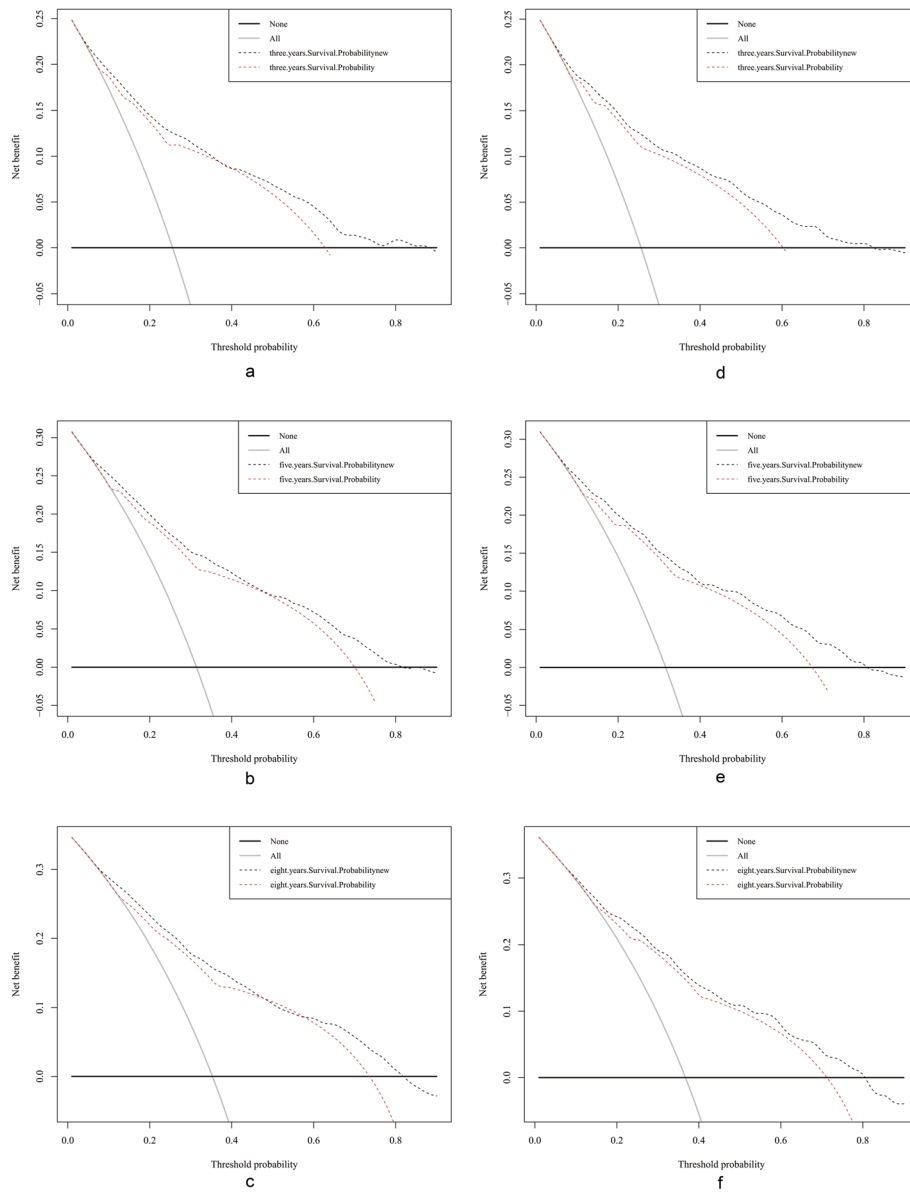 None
All
three.years.Survival.Probabilitynew
three.years.Survival.Probability
Net benefit
0.25
0.20
0.15
0.10
0.05
0.00
−0.05
0.0 0.2 0.4 0.6 0.8
Threshold probability
a
None
All
three.years.Survival.Probabilitynew
three.years.Survival.Probability
Net benefit
0.25
0.20
0.15
0.10
0.05
0.00
−0.05
0.0 0.2 0.4 0.6 0.8
Threshold probability
d
None
All
five.years.Survival.Probabilitynew
five.years.Survival.Probability
Net benefit
0.30
0.25
0.20
0.15
0.10
0.05
0.00
−0.05
0.0 0.2 0.4 0.6 0.8
Threshold probability
b
None
All
five.years.Survival.Probabilitynew
five.years.Survival.Probability
Net benefit
0.30
0.25
0.20
0.15
0.10
0.05
0.00
−0.05
0.0 0.2 0.4 0.6 0.8
Threshold probability
e
None
All
eight.years.Survival.Probabilitynew
eight.years.Survival.Probability
Net benefit
0.3
0.2
0.1
0.0
0.0 0.2 0.4 0.6 0.8
Threshold probability
c
None
All
eight.years.Survival.Probabilitynew
eight.years.Survival.Probability
Net benefit
0.3
0.2
0.1
0.0
0.0 0.2 0.4 0.6 0.8
Threshold probability
f